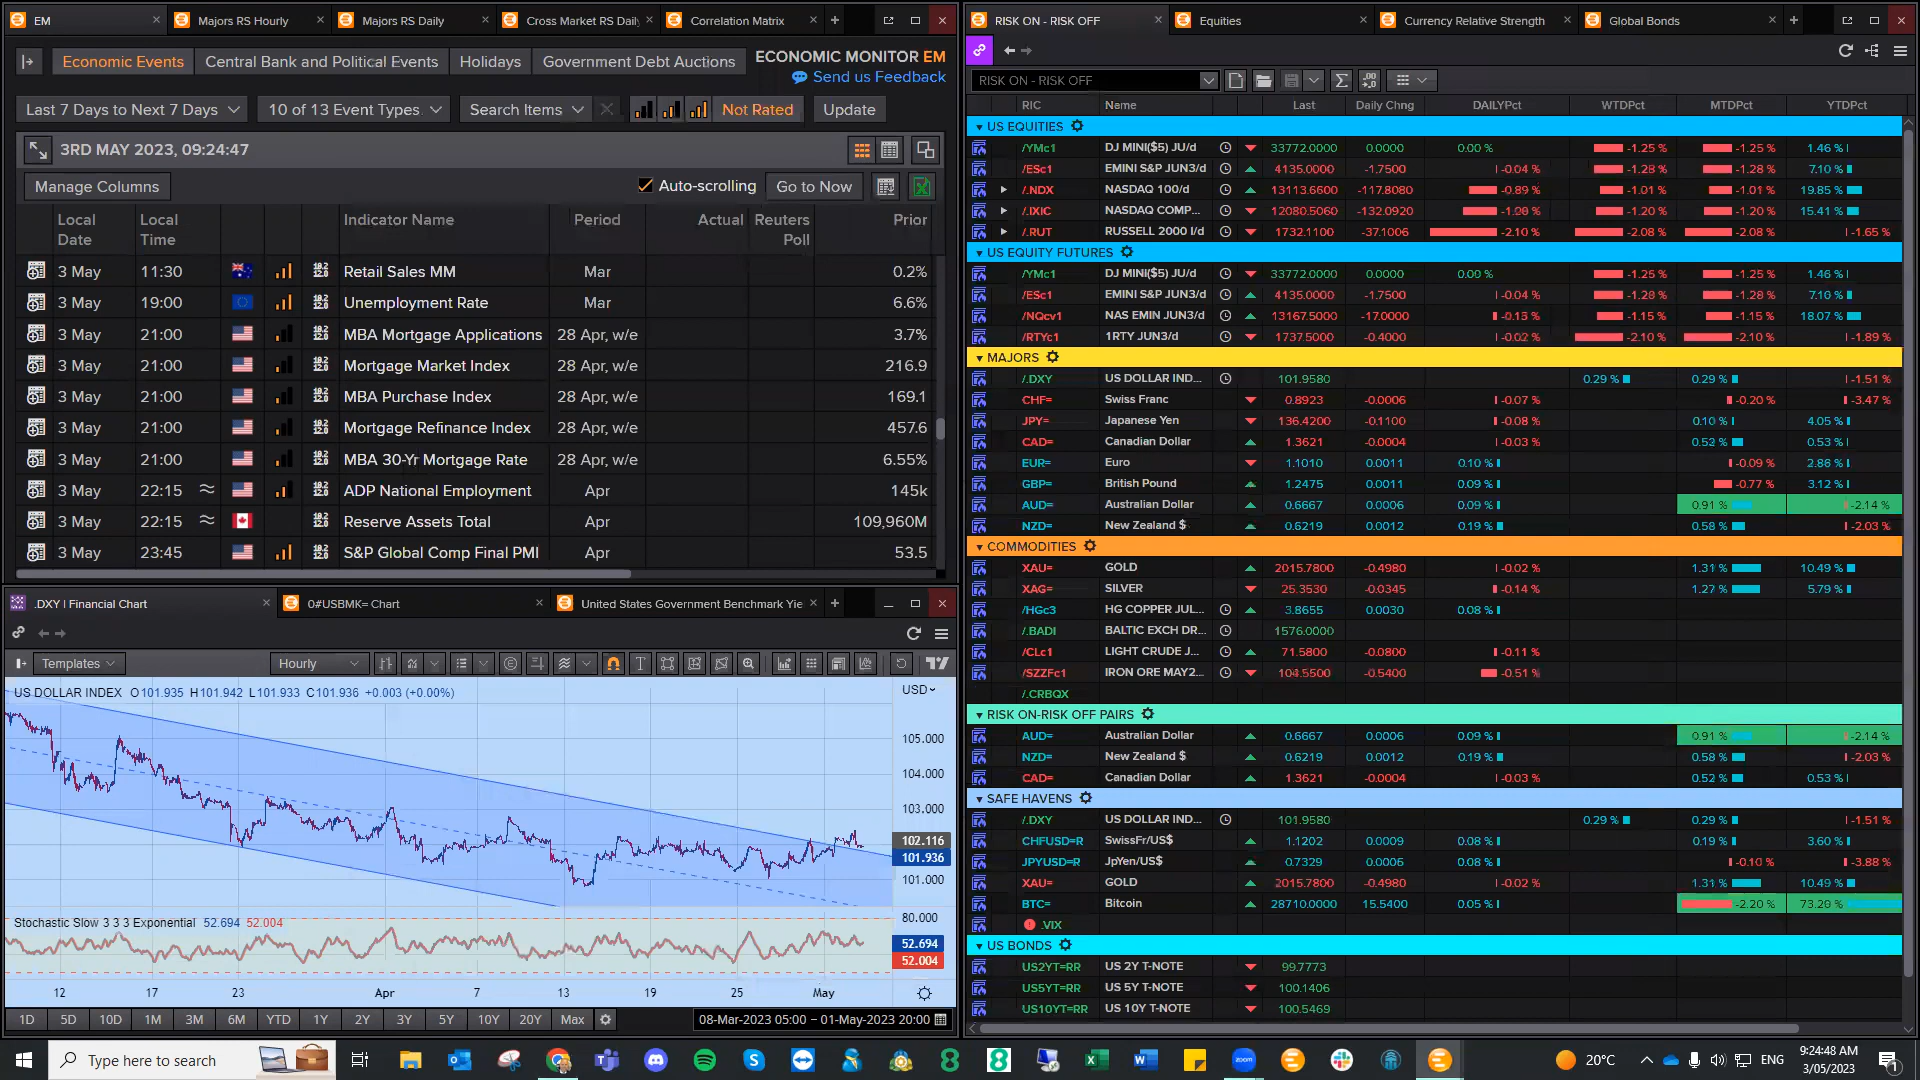 EM
Majors RS Hourly
Majors RS Daily
Cross Market RS Daily
Correlation Matrix
Economic Events
Central Bank and Political Events
Holidays
Government Debt Auctions
ECONOMIC MONITOR EM
Send us Feedback
Last 7 Days to Next 7 Days
10 of 13 Event Types
Search Items
Not Rated
Update
3RD MAY 2023, 09:24:47
Manage Columns
Auto-scrolling
Go to Now
Local Date Local Time Indicator Name Period Actual Reuters Poll Prior
3 May 11:30 Retail Sales MM Mar 0.2%
3 May 19:00 Unemployment Rate Mar 6.6%
3 May 21:00 MBA Mortgage Applications 28 Apr, w/e 3.7%
3 May 21:00 Mortgage Market Index 28 Apr, w/e 216.9
3 May 21:00 MBA Purchase Index 28 Apr, w/e 169.1
3 May 21:00 Mortgage Refinance Index 28 Apr, w/e 457.6
3 May 21:00 MBA 30-Yr Mortgage Rate 28 Apr, w/e 6.55%
3 May 22:15 ≈ ADP National Employment Apr 145k
3 May 22:15 ≈ Reserve Assets Total Apr 109,960M
3 May 23:45 S&P Global Comp Final PMI Apr 53.5
.DXY | Financial Chart
0#USBMK= Chart
United States Government Benchmark Yie
Templates
Hourly
US DOLLAR INDEX O101.935 H101.942 L101.933 C101.936 +0.003 (+0.00%)
USD
105.000
104.000
103.000
102.116
101.936
101.000
Stochastic Slow 3 3 3 Exponential 52.694 52.004
80.000
52.694
52.004
12 17 23 Apr 7 13 19 25 May
1D 5D 10D 1M 3M 6M YTD 1Y 2Y 3Y 5Y 10Y 20Y Max
08-Mar-2023 05:00 – 01-May-2023 20:00
RISK ON - RISK OFF
Equities
Currency Relative Strength
Global Bonds
RISK ON - RISK OFF
RIC Name Last Daily Chng DAILYPct WTDPct MTDPct YTDPct
US EQUITIES
/YMc1 DJ MINI($5) JU/d 33772.0000 0.0000 0.00 % -1.25 % -1.25 % 1.46 %
/ESc1 EMINI S&P JUN3/d 4135.0000 -1.7500 -0.04 % -1.28 % -1.28 % 7.10 %
/.NDX NASDAQ 100/d 13113.6600 -117.8080 -0.89 % -1.01 % -1.01 % 19.85 %
/.IXIC NASDAQ COMP... 12080.5060 -132.0920 -1.08 % -1.20 % -1.20 % 15.41 %
/.RUT RUSSELL 2000 I/d 1732.1100 -37.1006 -2.10 % -2.08 % -2.08 % -1.65 %
US EQUITY FUTURES
/YMc1 DJ MINI($5) JU/d 33772.0000 0.0000 0.00 % -1.25 % -1.25 % 1.46 %
/ESc1 EMINI S&P JUN3/d 4135.0000 -1.7500 -0.04 % -1.28 % -1.28 % 7.10 %
/NQcv1 NAS EMIN JUN3/d 13167.5000 -17.0000 -0.13 % -1.15 % -1.15 % 18.07 %
/RTYc1 1RTY JUN3/d 1737.5000 -0.4000 -0.02 % -2.10 % -2.10 % -1.89 %
MAJORS
/.DXY US DOLLAR IND... 101.9580 0.29 % 0.29 % -1.51 %
CHF= Swiss Franc 0.8923 -0.0006 -0.07 % -0.20 % -3.47 %
JPY= Japanese Yen 136.4200 -0.1100 -0.08 % 0.10 % 4.05 %
CAD= Canadian Dollar 1.3621 -0.0004 -0.03 % 0.52 % 0.53 %
EUR= Euro 1.1010 0.0011 0.10 % -0.09 % 2.86 %
GBP= British Pound 1.2475 0.0011 0.09 % -0.77 % 3.12 %
AUD= Australian Dollar 0.6667 0.0006 0.09 % 0.91 % -2.14 %
NZD= New Zealand $ 0.6219 0.0012 0.19 % 0.58 % -2.03 %
COMMODITIES
XAU= GOLD 2015.7800 -0.4980 -0.02 % 1.31 % 10.49 %
XAG= SILVER 25.3530 -0.0345 -0.14 % 1.27 % 5.79 %
/HGc3 HG COPPER JUL... 3.8655 0.0030 0.08 %
/.BADI BALTIC EXCH DR... 1576.0000
/CLc1 LIGHT CRUDE J... 71.5800 -0.0800 -0.11 %
/SZZFc1 IRON ORE MAY2... 104.5500 -0.5400 -0.51 %
/.CRBQX
RISK ON-RISK OFF PAIRS
AUD= Australian Dollar 0.6667 0.0006 0.09 % 0.91 % -2.14 %
NZD= New Zealand $ 0.6219 0.0012 0.19 % 0.58 % -2.03 %
CAD= Canadian Dollar 1.3621 -0.0004 -0.03 % 0.52 % 0.53 %
SAFE HAVENS
/.DXY US DOLLAR IND... 101.9580 0.29 % 0.29 % -1.51 %
CHFUSD=R SwissFr/US$ 1.1202 0.0009 0.08 % 0.19 % 3.60 %
JPYUSD=R JpYen/US$ 0.7329 0.0006 0.08 % -0.10 % -3.88 %
XAU= GOLD 2015.7800 -0.4980 -0.02 % 1.31 % 10.49 %
BTC= Bitcoin 28710.0000 15.5400 0.05 % -2.20 % 73.20 %
.VIX
US BONDS
US2YT=RR US 2Y T-NOTE 99.7773
US5YT=RR US 5Y T-NOTE 100.1406
US10YT=RR US 10Y T-NOTE 100.5469
Type here to search
20°C
ENG
9:24:48 AM
3/05/2023